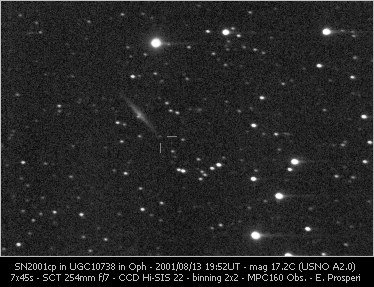 SN2001cp in UGC10738 in Oph - 2001/08/13 19:52UT - mag 17.2C (USNO A2.0)
7x45s - SCT 254mm f/7 - CCD Hi-SIS 22 - binning 2x2 - MPC160 Obs. - E. Prosperi